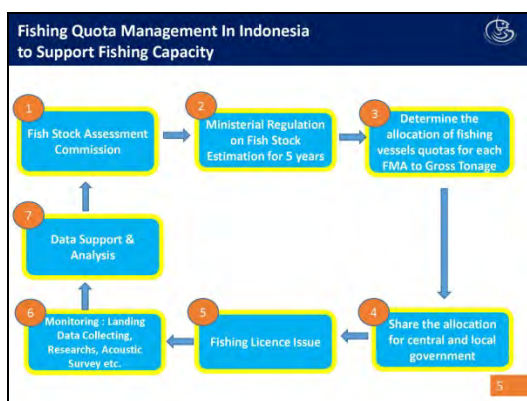 Fishing Quota Management In Indonesia
to Support Fishing Capacity
1
Fish Stock Assessment
Commission
2
Ministerial Regulation
on Fish Stock
Estimation for 5 years
3
Determine the
allocation of fishing
vessels quotas for each
FMA to Gross Tonage
4
Share the allocation
for central and local
government
5
Fishing Licence Issue
6
Monitoring : Landing
Data Collecting,
Researchs, Acoustic
Survey etc.
7
Data Support &
Analysis
5